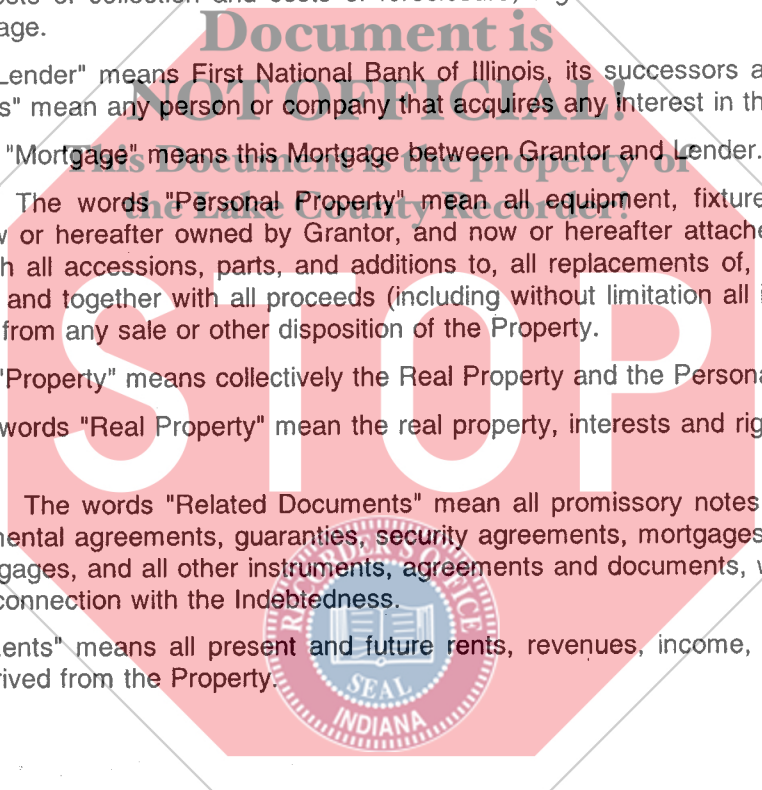 costs of collection and costs of foreclosure,
age.
Document is
Lender" means First National Bank of Illinois, its successors a
s" mean any person or company that acquires any interest in th
NOT OFFICIAL!
"Mortgage" means this Mortgage between Grantor and Lender.
This Document is the property of
The words "Personal Property" mean all equipment, fixture
the Lake County Recorder!
w or hereafter owned by Grantor, and now or hereafter attache
h all accessions, parts, and additions to, all replacements of,
and together with all proceeds (including without limitation all i
from any sale or other disposition of the Property.
"Property" means collectively the Real Property and the Persona
words "Real Property" mean the real property, interests and rig
STOP
The words "Related Documents" mean all promissory notes
mental agreements, guaranties, security agreements, mortgages
gages, and all other instruments, agreements and documents, w
connection with the Indebtedness.
ents" means all present and future rents, revenues, income,
rived from the Property.
RECORDER'S OFFICE
SEAL
INDIANA